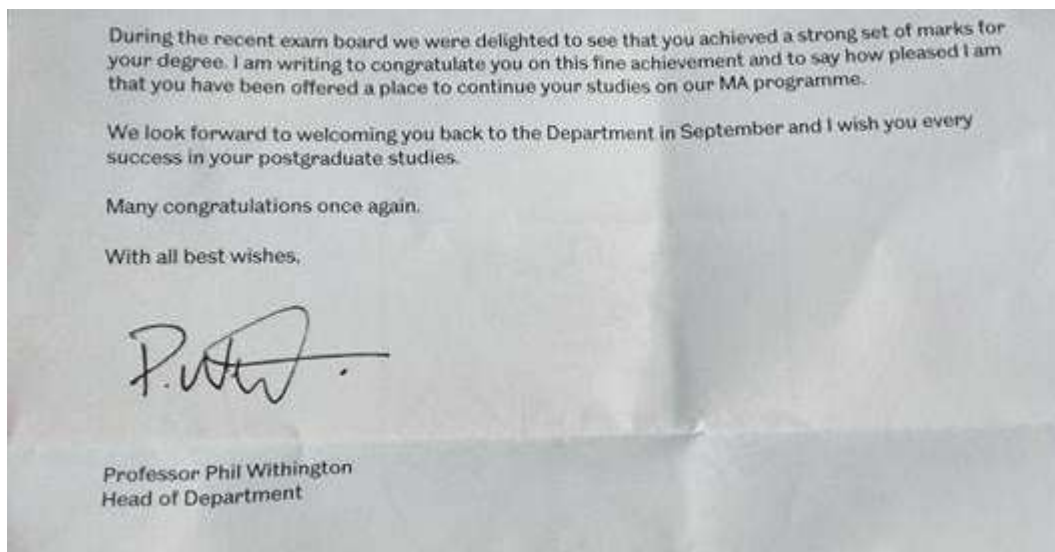 During the recent exam board we were delighted to see that you achieved a strong set of marks for
your degree. I am writing to congratulate you on this fine achievement and to say how pleased I am
that you have been offered a place to continue your studies on our MA programme.
We look forward to welcoming you back to the Department in September and I wish you every
success in your postgraduate studies.
Many congratulations once again.
With all best wishes,
Professor Phil Withington
Head of Department